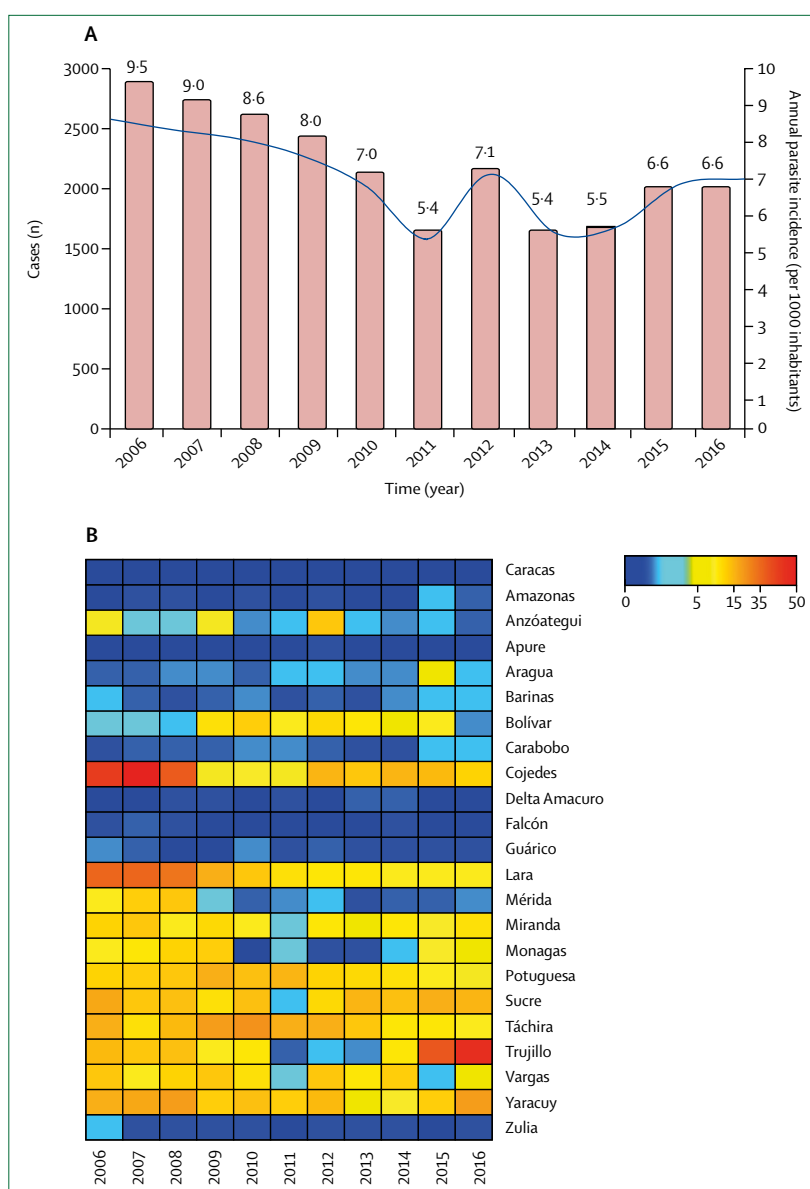 A
3000
2500
2000
1500
1000
500
0
Cases (n)
9·5
9·0
8·6
8·0
7·0
5·4
7·1
5·4
5·5
6·6
6·6
10
9
8
7
6
5
4
3
2
1
0
Annual parasite incidence (per 1000 inhabitants)
2006
2007
2008
2009
2010
2011
2012
2013
2014
2015
2016
Time (year)
B
0
5
15
35
50
Caracas
Amazonas
Anzóategui
Apure
Aragua
Barinas
Bolívar
Carabobo
Cojedes
Delta Amacuro
Falcón
Guárico
Lara
Mérida
Miranda
Monagas
Potuguesa
Sucre
Táchira
Trujillo
Vargas
Yaracuy
Zulia
2006
2007
2008
2009
2010
2011
2012
2013
2014
2015
2016